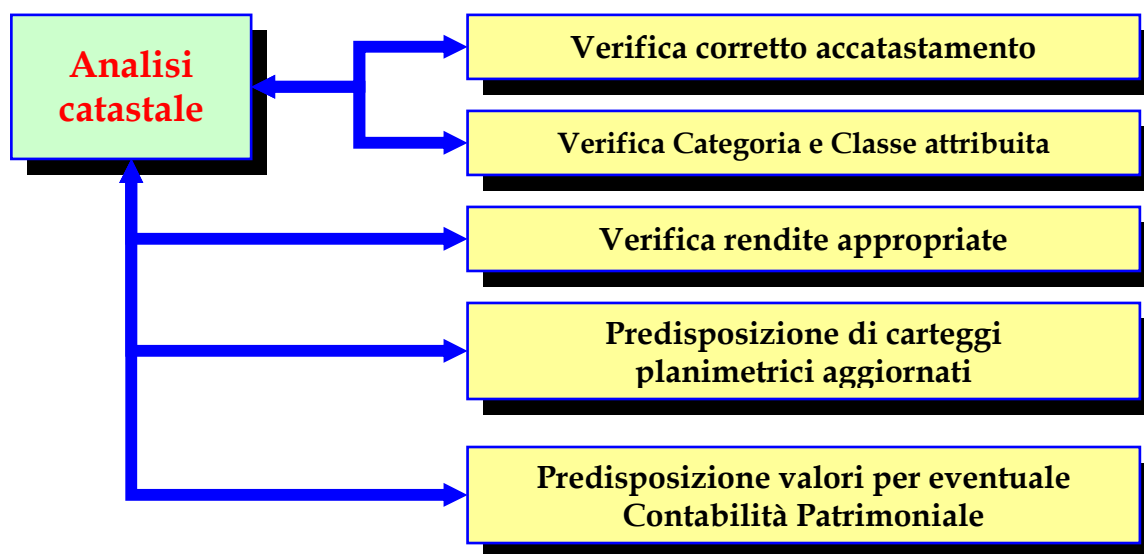 Analisi
catastale
Verifica corretto accatastamento
Verifica Categoria e Classe attribuita
Verifica rendite appropriate
Predisposizione di carteggi
planimetrici aggiornati
Predisposizione valori per eventuale
Contabilità Patrimoniale